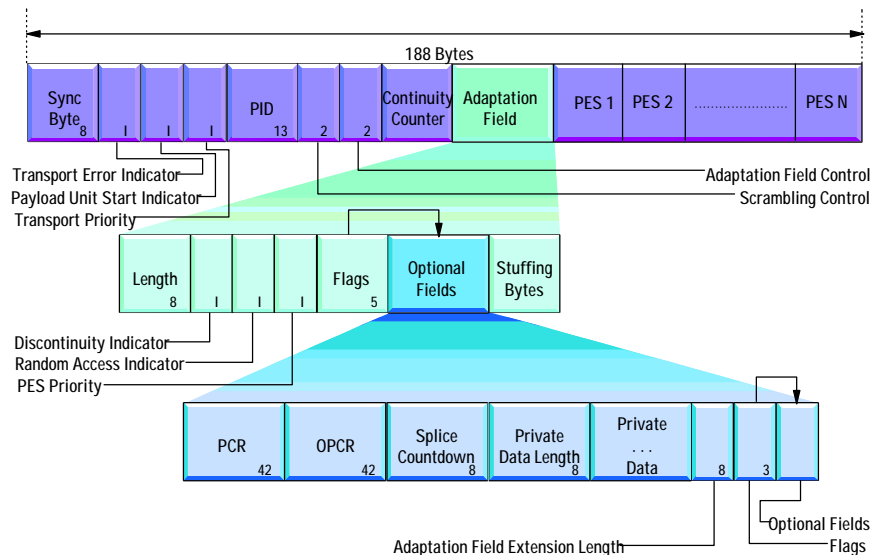 188 Bytes
Sync Byte 8
I
I
I
PID 13
2
2
Continuity Counter
Adaptation Field
PES 1
PES 2
.......................
PES N
Transport Error Indicator
Payload Unit Start Indicator
Transport Priority
Adaptation Field Control
Scrambling Control
Length 8
I
I
I
Flags 5
Optional Fields
Stuffing Bytes
Discontinuity Indicator
Random Access Indicator
PES Priority
PCR 42
OPCR 42
Splice Countdown 8
Private Data Length 8
Private . . . Data
8
3
Optional Fields
Flags
Adaptation Field Extension Length